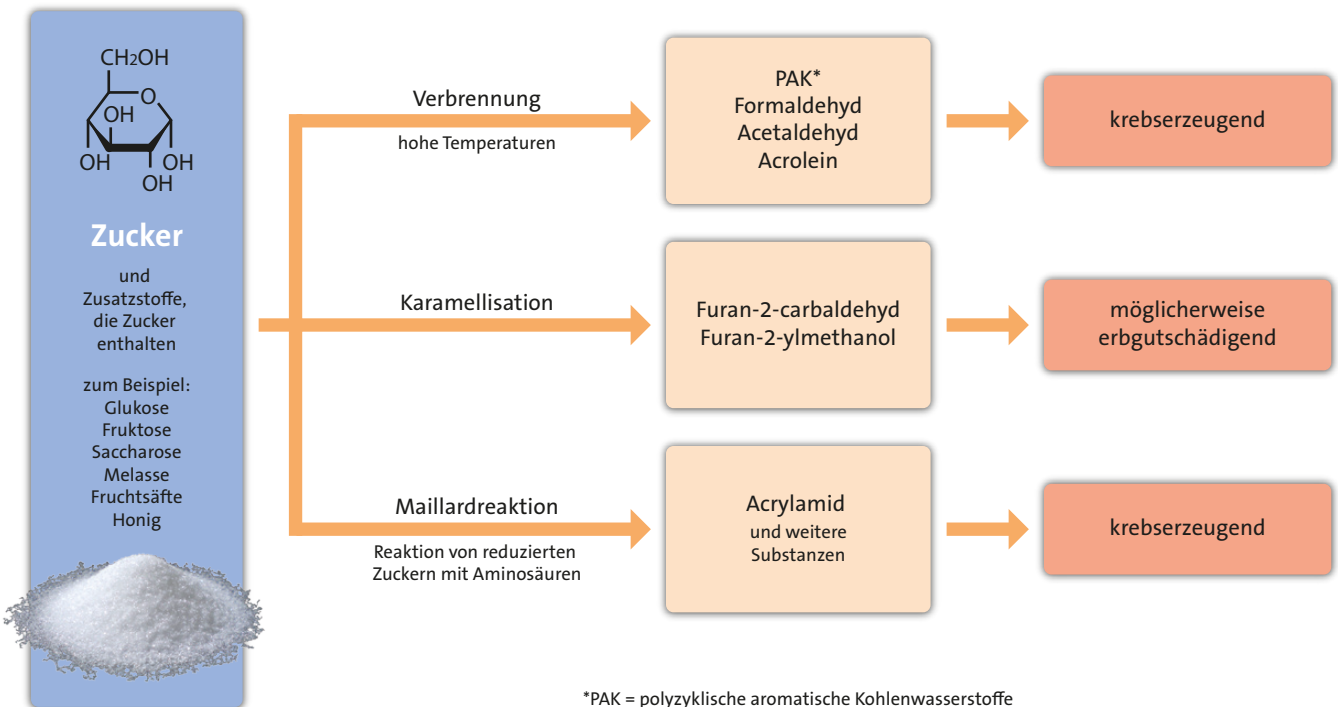 CH2OH
O
OH
OH
OH
OH
Zucker
und
Zusatzstoffe,
die Zucker
enthalten
zum Beispiel:
Glukose
Fruktose
Saccharose
Melasse
Fruchtsäfte
Honig
Verbrennung
hohe Temperaturen
PAK*
Formaldehyd
Acetaldehyd
Acrolein
krebserzeugend
Karamellisation
Furan-2-carbaldehyd
Furan-2-ylmethanol
möglicherweise
erbgutschädigend
Maillardreaktion
Reaktion von reduzierten
Zuckern mit Aminosäuren
Acrylamid
und weitere
Substanzen
krebserzeugend
*PAK = polyzyklische aromatische Kohlenwasserstoffe